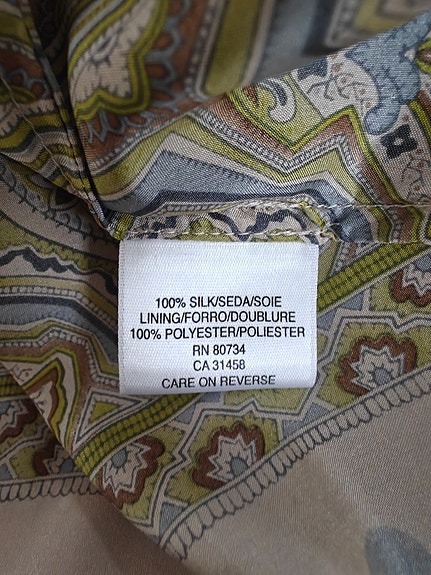 100% SILK/SEDA/SOIE
LINING/FORRO/DOUBLURE
100% POLYESTER/POLIESTER
RN 80734
CA 31458
CARE ON REVERSE